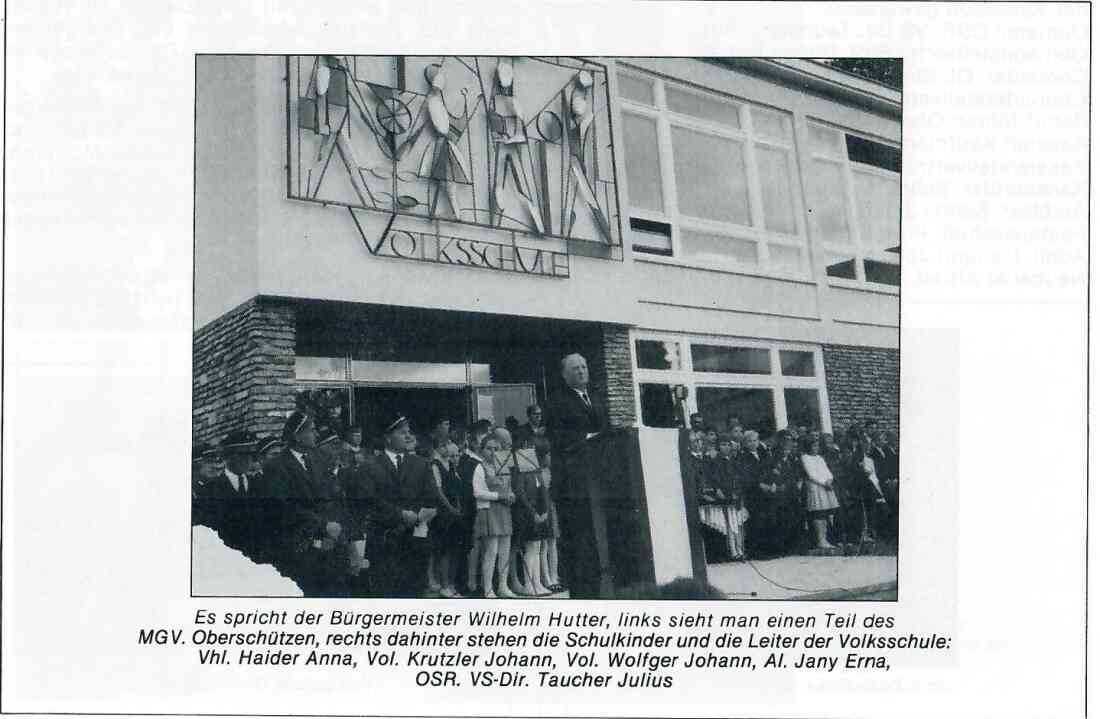 VOLKSSCHULE
Es spricht der Bürgermeister Wilhelm Hutter, links sieht man einen Teil des
MGV. Oberschützen, rechts dahinter stehen die Schulkinder und die Leiter der Volksschule:
Vhl. Haider Anna, Vol. Krutzler Johann, Vol. Wolfger Johann, Al. Jany Erna,
OSR. VS-Dir. Taucher Julius